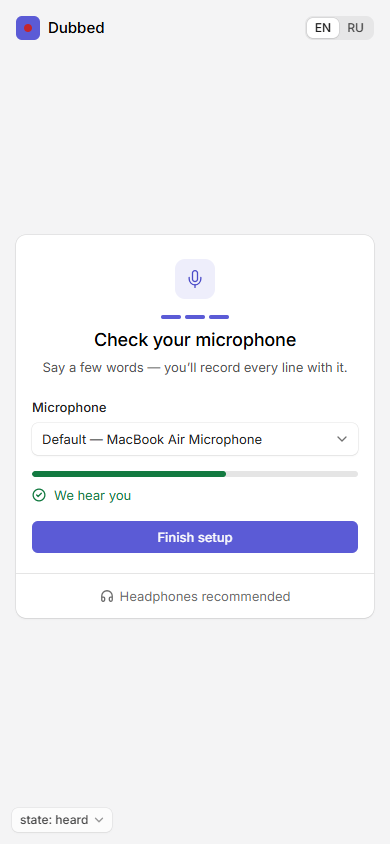 Dubbed
EN RU
Check your microphone
Say a few words — you'll record every line with it.
Microphone
Default — MacBook Air Microphone
We hear you
Finish setup
Headphones recommended
state: heard